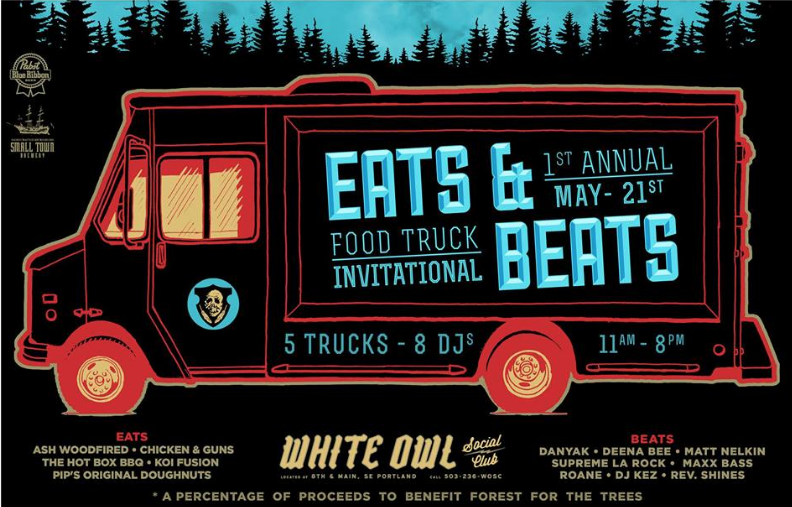 Pabst
Blue Ribbon
SMALL TOWN
BREWERY
EATS &
1ST ANNUAL
MAY- 21ST
FOOD TRUCK
INVITATIONAL
BEATS
5 TRUCKS - 8 DJS
11AM - 8PM
EATS
ASH WOODFIRED • CHICKEN & GUNS
THE HOT BOX BBQ • KOI FUSION
PIP'S ORIGINAL DOUGHNUTS
WHITE OWL Social Club
LOCATED AT 8TH & MAIN, SE PORTLAND CALL 503-236-WOSC
BEATS
DANYAK • DEENA BEE • MATT NELKIN
SUPREME LA ROCK • MAXX BASS
ROANE • DJ KEZ • REV. SHINES
* A PERCENTAGE OF PROCEEDS TO BENEFIT FOREST FOR THE TREES